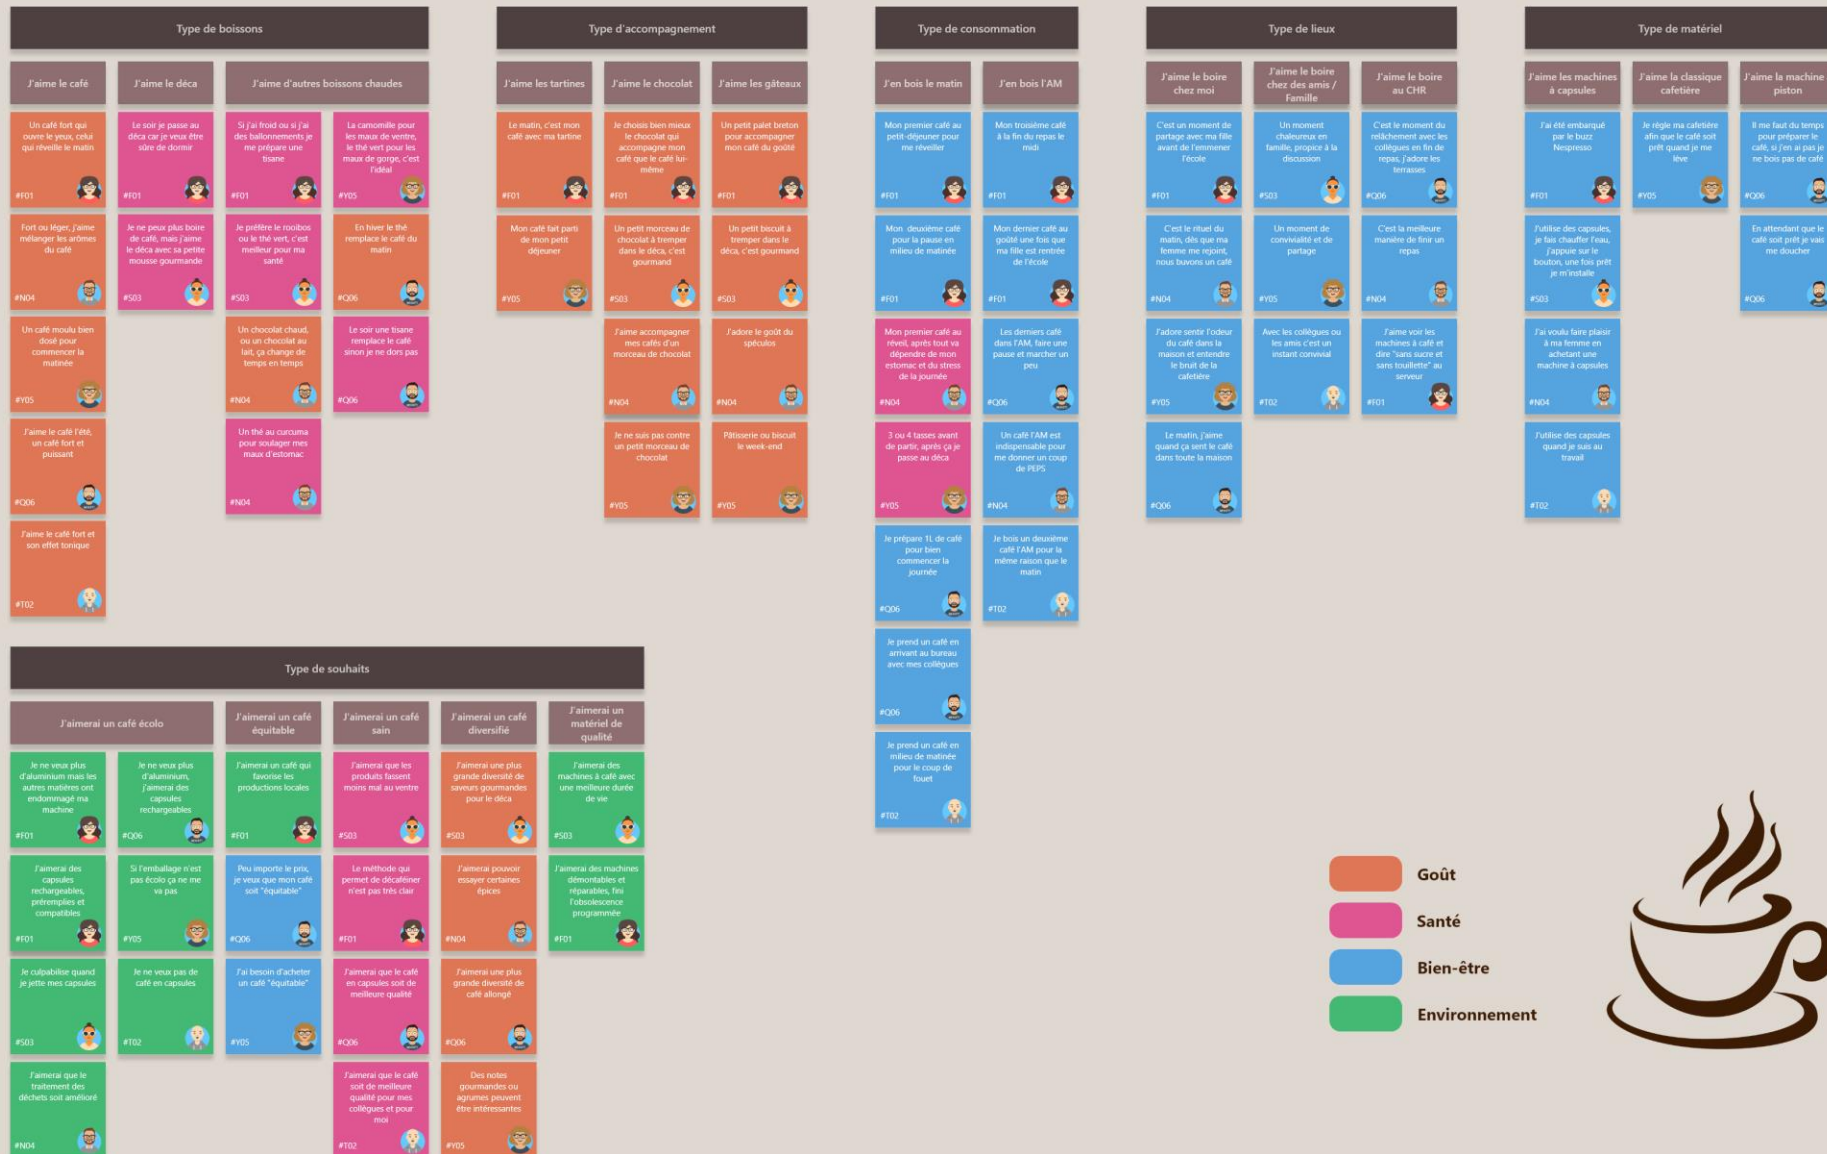 Type de boissons
J'aime le café
Un café fort qui
ouvre le yeux, celui
qui réveille le matin
#F01
Fort ou léger, j'aime
mélanger les arômes
du café
#N04
Un café moulu bien
dosé pour
commencer la
matinée
#Y05
J'aime le café l'été,
un café fort et
puissant
#Q06
J'aime le café fort et
son effet tonique
#T02
J'aime le déca
Le soir je passe au
déca car je veux être
sûre de dormir
#F01
Je ne peux plus boire
de café, mais j'aime
le déca avec sa petite
mousse gourmande
#S03
J'aime d'autres boissons chaudes
Si j'ai froid ou si j'ai
des ballonnements je
me prépare une
tisane
#F01
Je préfère le rooibos
ou le thé vert, c'est
meilleur pour ma
santé
#S03
Un chocolat chaud,
ou un chocolat au
lait, ça change de
temps en temps
#N04
Un thé au curcuma
pour soulager mes
maux d'estomac
#N04
La camomille pour
les maux de ventre,
le thé vert pour les
maux de gorge, c'est
l'idéal
#Y05
En hiver le thé
remplace le café du
matin
#Q06
Le soir une tisane
remplace le café
sinon je ne dors pas
#Q06
Type d'accompagnement
J'aime les tartines
Le matin, c'est mon
café avec ma tartine
#F01
Mon café fait parti
de mon petit
déjeuner
#Y05
J'aime le chocolat
Je choisis bien mieux
le chocolat qui
accompagne mon
café que le café lui-
même
#F01
Un petit morceau de
chocolat à tremper
dans le déca, c'est
gourmand
#S03
J'aime accompagner
mes cafés d'un
morceau de chocolat
#N04
Je ne suis pas contre
un petit morceau de
chocolat
#Y05
J'aime les gâteaux
Un petit palet breton
pour accompagner
mon café du goûté
#F01
Un petit biscuit à
tremper dans le
déca, c'est gourmand
#S03
J'adore le goût du
spéculos
#N04
Pâtisserie ou biscuit
le week-end
#Y05
Type de consommation
J'en bois le matin
Mon premier café au
petit-déjeuner pour
me réveiller
#F01
Mon deuxième café
pour la pause en
milieu de matinée
#F01
Mon premier café au
réveil, après tout va
dépendre de mon
estomac et du stress
de la journée
#N04
3 ou 4 tasses avant
de partir, après ça je
passe au déca
#Y05
Je prépare 1L de café
pour bien
commencer la
journée
#Q06
Je prend un café en
arrivant au bureau
avec mes collègues
#Q06
Je prend un café en
milieu de matinée
pour le coup de
fouet
#T02
J'en bois l'AM
Mon troisième café
à la fin du repas le
midi
#F01
Mon dernier café au
goûté une fois que
ma fille est rentrée
de l'école
#F01
Les derniers café
dans l'AM, faire une
pause et marcher un
peu
#Q06
Un café l'AM est
indispensable pour
me donner un coup
de PEPS
#N04
Je bois un deuxième
café l'AM pour la
même raison que le
matin
#T02
Type de lieux
J'aime le boire
chez moi
C'est un moment de
partage avec ma fille
avant de l'emmener
l'école
#F01
C'est le rituel du
matin, dès que ma
femme me rejoint,
nous buvons un café
#N04
J'adore sentir l'odeur
du café dans la
maison et entendre
le bruit de la
cafetière
#Y05
Le matin, j'aime
quand ça sent le café
dans toute la maison
#Q06
J'aime le boire
chez des amis /
Famille
Un moment
chaleureux en
famille, propice à la
discussion
#S03
Un moment de
convivialité et de
partage
#Y05
Avec les collègues ou
les amis c'est un
instant convivial
#T02
J'aime le boire
au CHR
C'est le moment du
relâchement avec les
collègues en fin de
repas, j'adore les
terrasses
#Q06
C'est la meilleure
manière de finir un
repas
#N04
J'aime voir les
machines à café et
dire "sans sucre et
sans touillette" au
serveur
#F01
Type de matériel
J'aime les machines
à capsules
J'ai été embarqué
par le buzz
Nespresso
#F01
J'utilise des capsules,
je fais chauffer l'eau,
j'appuie sur le
bouton, une fois prêt
je m'installe
#S03
J'ai voulu faire plaisir
à ma femme en
achetant une
machine à capsules
#N04
J'utilise des capsules
quand je suis au
travail
#T02
J'aime la classique
cafetière
Je règle ma cafetière
afin que le café soit
prêt quand je me
lève
#Y05
J'aime la machine
piston
Il me faut du temps
pour préparer le
café, si j'en ai pas je
ne bois pas de café
En attendant que le
café soit prêt je vais
me doucher
#Q06
Type de souhaits
J'aimerai un café écolo
Je ne veux plus
d'aluminium mais les
autres matières ont
endommagé ma
machine
#F01
J'aimerai des
capsules
rechargeables,
préremplies et
compatibles
#F01
Je culpabilise quand
je jette mes capsules
#S03
J'aimerai que le
traitement des
déchets soit amélioré
#N04
Je ne veux plus
d'aluminium,
j'aimerai des
capsules
rechargeables
#Q06
Si l'emballage n'est
pas écolo ça ne me
va pas
#Y05
Je ne veux pas de
café en capsules
#T02
J'aimerai un café
équitable
J'aimerai un café qui
favorise les
productions locales
#F01
Peu importe le prix,
je veux que mon café
soit "équitable"
#Q06
J'ai besoin d'acheter
un café "équitable"
#Y05
J'aimerai un café
sain
J'aimerai que les
produits fassent
moins mal au ventre
#S03
Le méthode qui
permet de décaféiner
n'est pas très clair
#F01
J'aimerai que le café
en capsules soit de
meilleure qualité
#Q06
J'aimerai que le café
soit de meilleure
qualité pour mes
collègues et pour
moi
#T02
J'aimerai un café
diversifié
J'aimerai une plus
grande diversité de
saveurs gourmandes
pour le déca
#S03
J'aimerai pouvoir
essayer certaines
épices
#N04
J'aimerai une plus
grande diversité de
café allongé
#Q06
Des notes
gourmandes ou
agrumes peuvent
être intéressantes
#Y05
J'aimerai un
matériel de
qualité
J'aimerai des
machines à café avec
une meilleure durée
de vie
#S03
J'aimerai des machines
démontables et
réparables, fini
l'obsolescence
programmée
#F01
Goût
Santé
Bien-être
Environnement